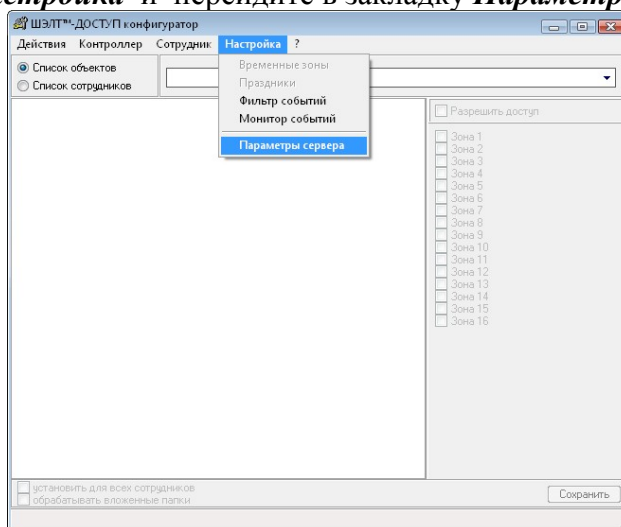 стройка и перейдите в закладку Параметр
ШЭЛТ™-ДОСТУП конфигуратор
Действия Контроллер Сотрудник Настройка ?
Список объектов
Список сотрудников
Временные зоны
Праздники
Фильтр событий
Монитор событий
Параметры сервера
Разрешить доступ
Зона 1
Зона 2
Зона 3
Зона 4
Зона 5
Зона 6
Зона 7
Зона 8
Зона 9
Зона 10
Зона 11
Зона 12
Зона 13
Зона 14
Зона 15
Зона 16
установить для всех сотрудников
обрабатывать вложенные папки
Сохранить